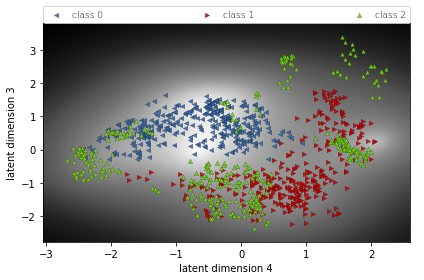 class 0 class 1 class 2
3
2
1
0
−1
−2
latent dimension 3
−3 −2 −1 0 1 2
latent dimension 4